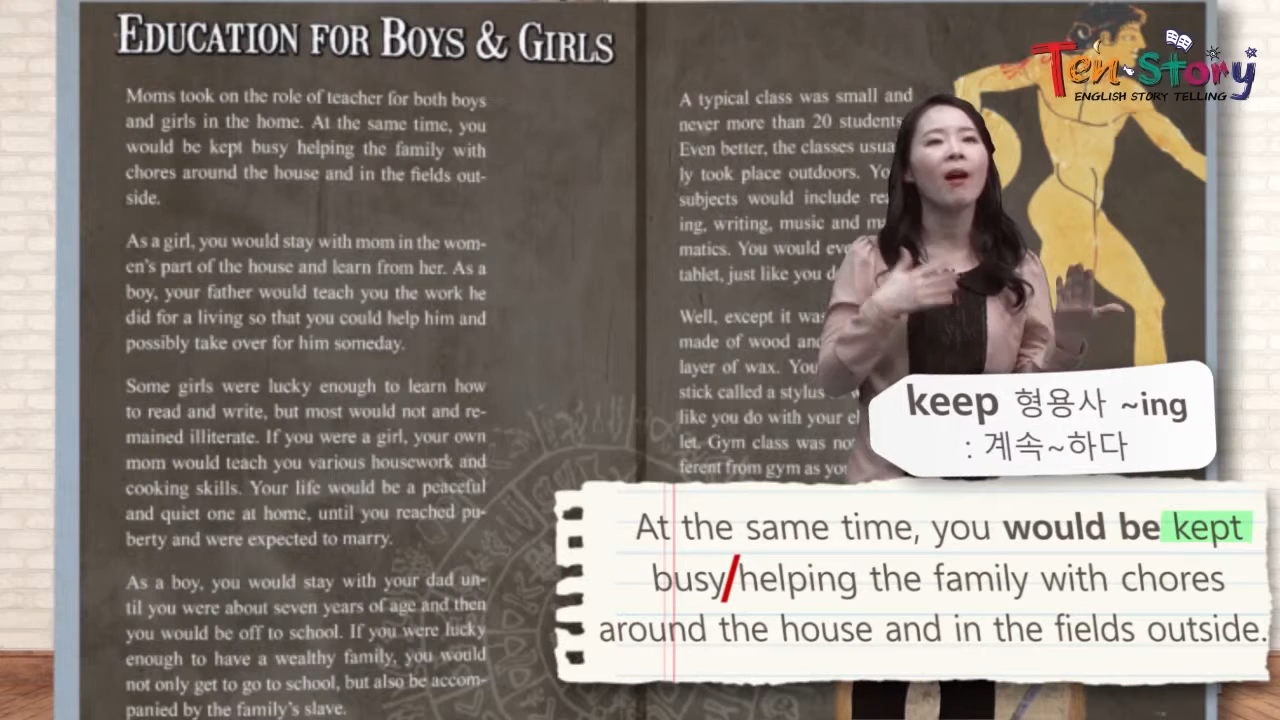 EDUCATION FOR BOYS & GIRLS
Moms took on the role of teacher for both boys
and girls in the home. At the same time, you
would be kept busy helping the family with
chores around the house and in the fields out-
side.
As a girl, you would stay with mom in the wom-
en's part of the house and learn from her. As a
boy, your father would teach you the work he
did for a living so that you could help him and
possibly take over for him someday.
Some girls were lucky enough to learn how
to read and write, but most would not and re-
mained illiterate. If you were a girl, your own
mom would teach you various housework and
cooking skills. Your life would be a peaceful
and quiet one at home, until you reached pu-
berty and were expected to marry.
As a boy, you would stay with your dad un-
til you were about seven years of age and then
you would be off to school. If you were lucky
enough to have a wealthy family, you would
not only get to go to school, but also be accom-
panied by the family's slave.
A typical class was small and
never more than 20 students
Even better, the classes usua
ly took place outdoors. Yo
subjects would include re
ing, writing, music and m
matics. You would eve
tablet, just like you d
Well, except it was
made of wood and
layer of wax. You
stick called a stylus
like you do with your el
let. Gym class was no
ferent from gym as you
Ten Story
ENGLISH STORY TELLING
keep 형용사 ~ing
: 계속~하다
At the same time, you would be kept
busy/helping the family with chores
around the house and in the fields outside.